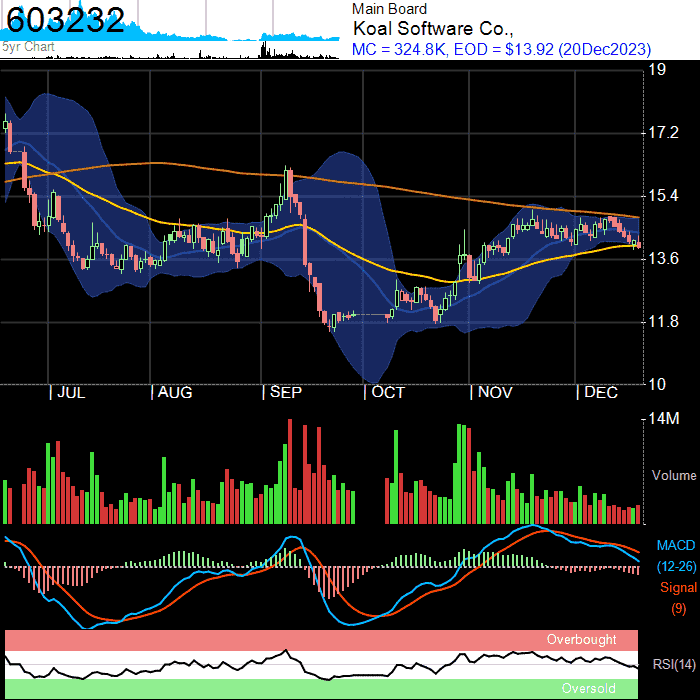 603232
5yr Chart
Main Board
Koal Software Co.,
MC = 324.8K, EOD = $13.92 (20Dec2023)
19
17.2
15.4
13.6
11.8
10
| JUL | AUG | SEP | OCT | NOV | DEC
14M
Volume
MACD
(12-26)
Signal
(9)
Overbought
RSI(14)
Oversold